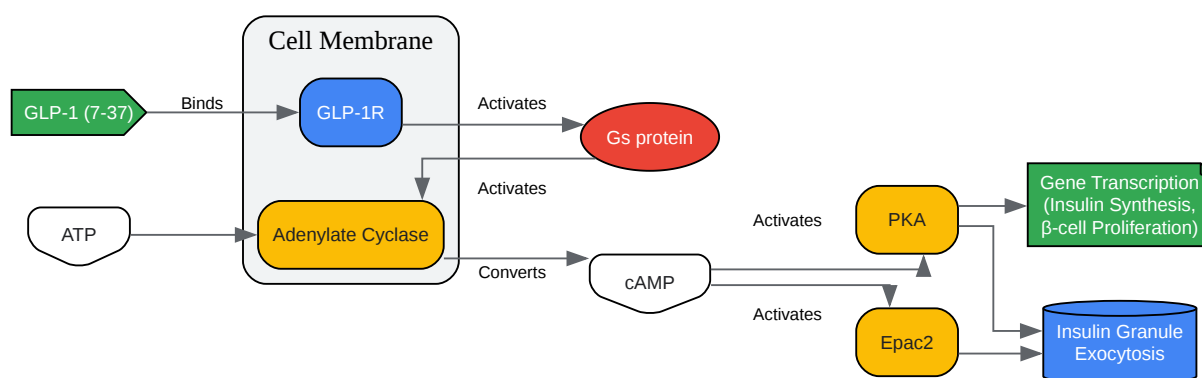 Cell Membrane
GLP-1 (7-37)
Binds
GLP-1R
Activates
Gs protein
Activates
ATP
Adenylate Cyclase
Converts
cAMP
Activates
PKA
Gene Transcription
(Insulin Synthesis,
β-cell Proliferation)
Activates
Epac2
Insulin Granule
Exocytosis